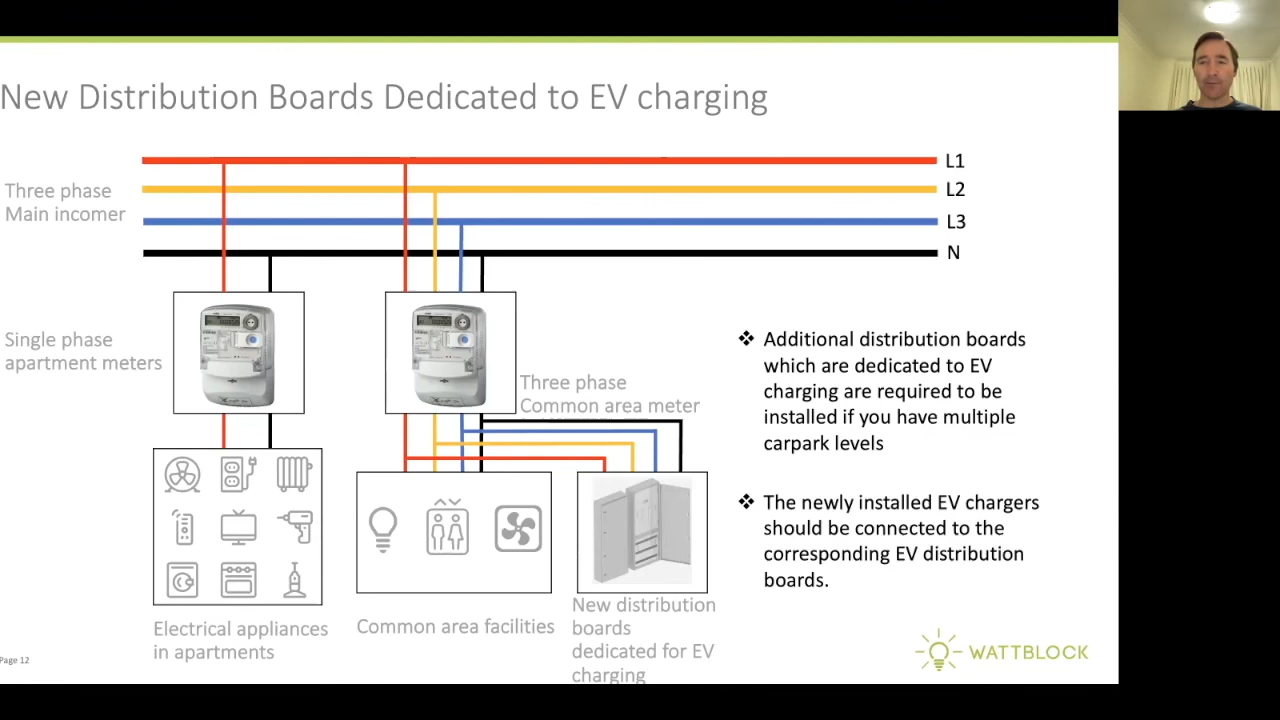 New Distribution Boards Dedicated to EV charging
L1
L2
L3
N
Three phase
Main incomer
Single phase
apartment meters
Three phase
Common area meter
❖ Additional distribution boards
which are dedicated to EV
charging are required to be
installed if you have multiple
carpark levels
❖ The newly installed EV chargers
should be connected to the
corresponding EV distribution
boards.
Electrical appliances
in apartments
Common area facilities
New distribution
boards
dedicated for EV
charging
Page 12
WATTBLOCK